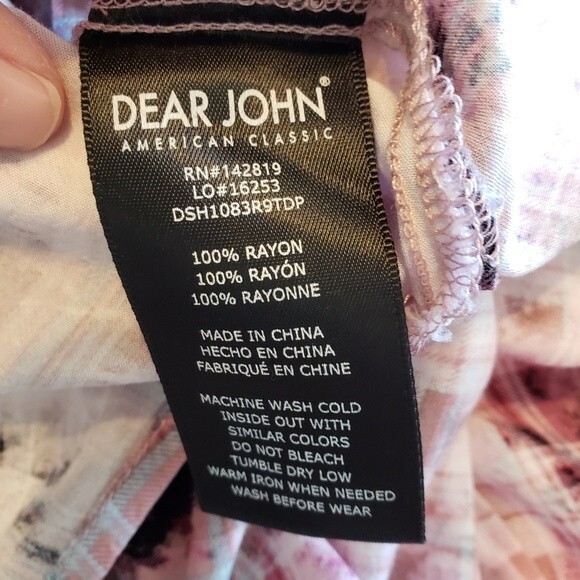 DEAR JOHN®
AMERICAN CLASSIC
RN#142819
LO#16253
DSH1083R9TDP
100% RAYON
100% RAYÓN
100% RAYONNE
MADE IN CHINA
HECHO EN CHINA
FABRIQUÉ EN CHINE
MACHINE WASH COLD
INSIDE OUT WITH
SIMILAR COLORS
DO NOT BLEACH
TUMBLE DRY LOW
WARM IRON WHEN NEEDED
WASH BEFORE WEAR